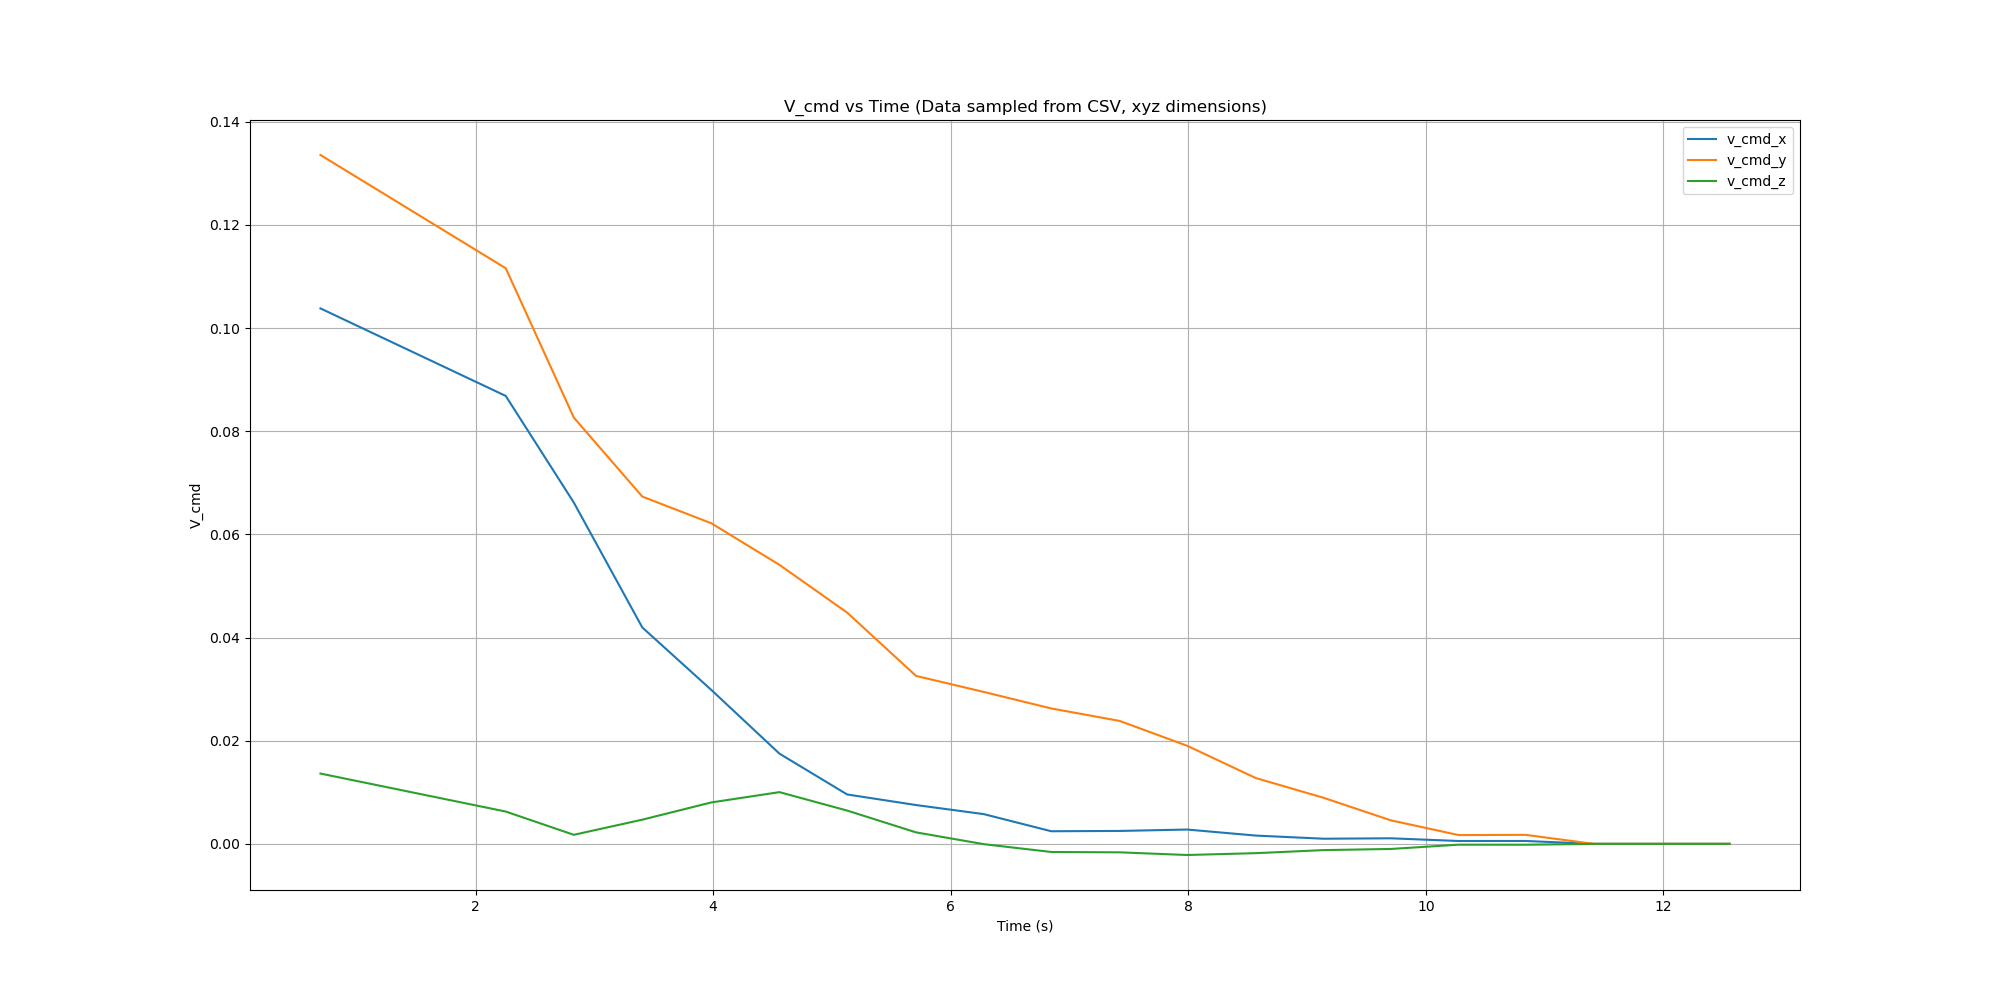 V_cmd vs Time (Data sampled from CSV, xyz dimensions)
v_cmd_x
v_cmd_y
v_cmd_z
0.14
0.12
0.10
0.08
0.06
0.04
0.02
0.00
V_cmd
2 4 6 8 10 12
Time (s)